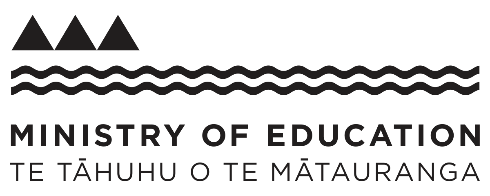 MINISTRY OF EDUCATION
TE TĀHUHU O TE MĀTAURANGA